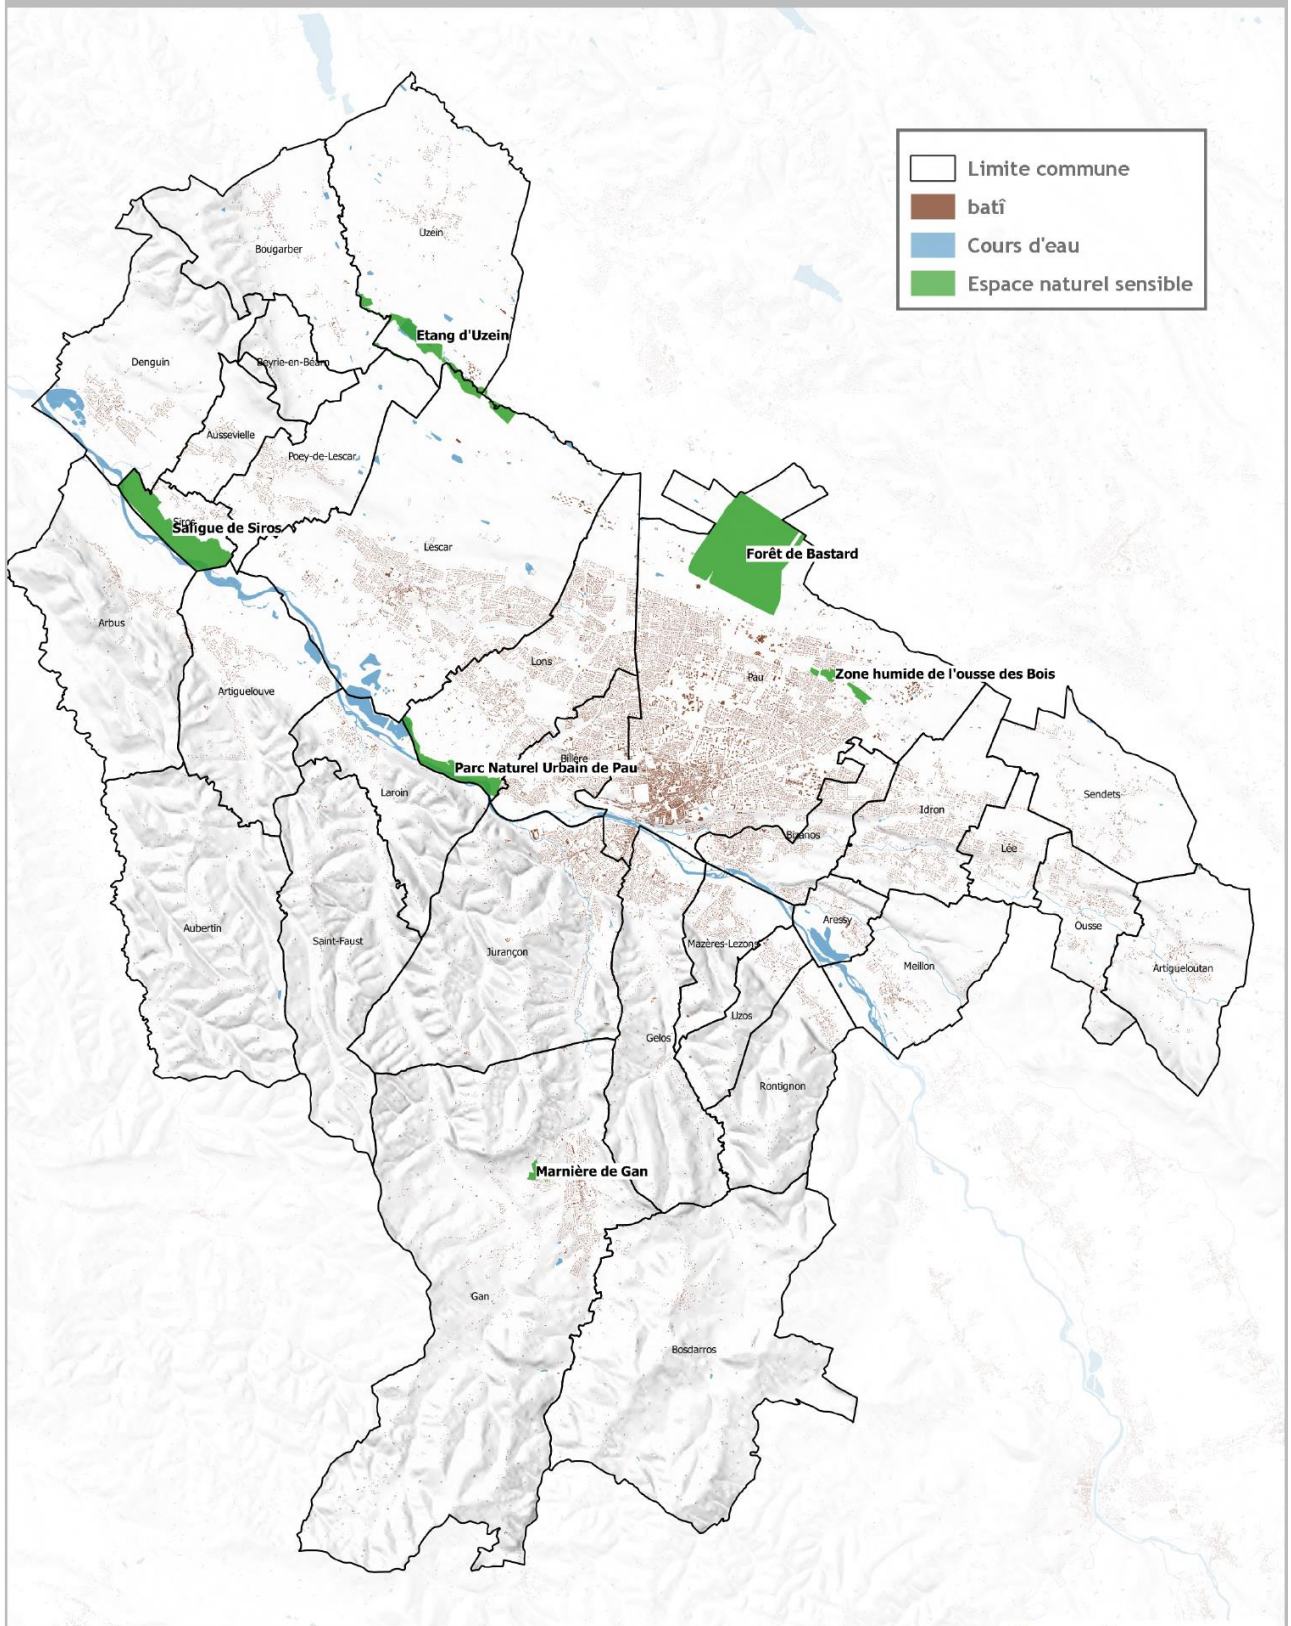 Limite commune
batî
Cours d'eau
Espace naturel sensible
Uzein
Bougarber
Etang d'Uzein
Denguin
Beyrie-en-Béarn
Aussevielle
Poey-de-Lescar
Siros
Saligue de Siros
Lescar
Forêt de Bastard
Arbus
Lons
Zone humide de l'ousse des Bois
Pau
Artiguelouve
Billère
Parc Naturel Urbain de Pau
Laroin
Sendets
Idron
Bizanos
Lée
Aressy
Ousse
Aubertin
Saint-Faust
Mazères-Lezons
Jurançon
Meillon
Artigueloutan
Uzos
Gelos
Rontignon
Marnière de Gan
Gan
Bosdarros